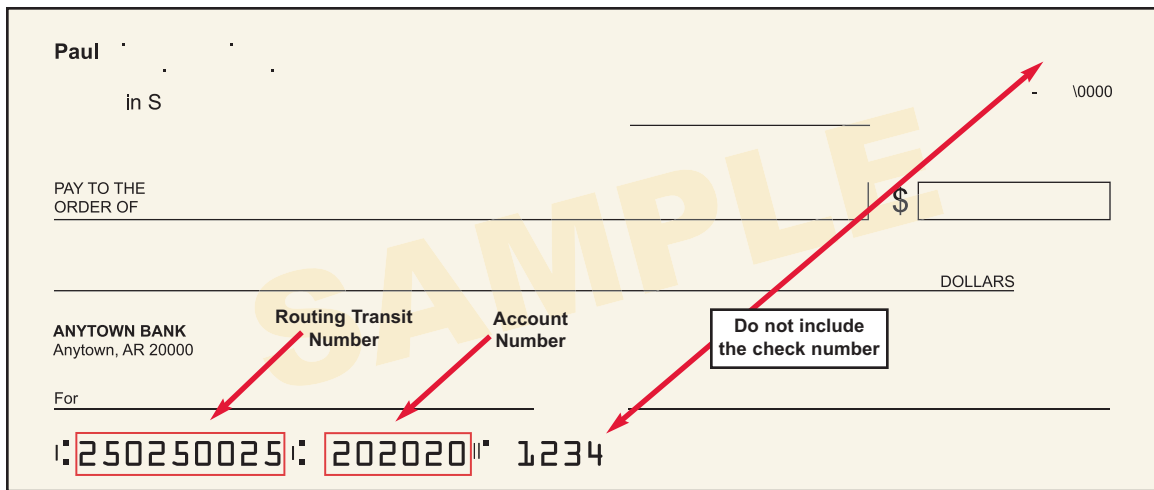 Paul
in S
- \0000
PAY TO THE
ORDER OF
$
SAMPLE
DOLLARS
ANYTOWN BANK
Anytown, AR 20000
Routing Transit
Number
Account
Number
Do not include
the check number
For
250250025 202020 1234